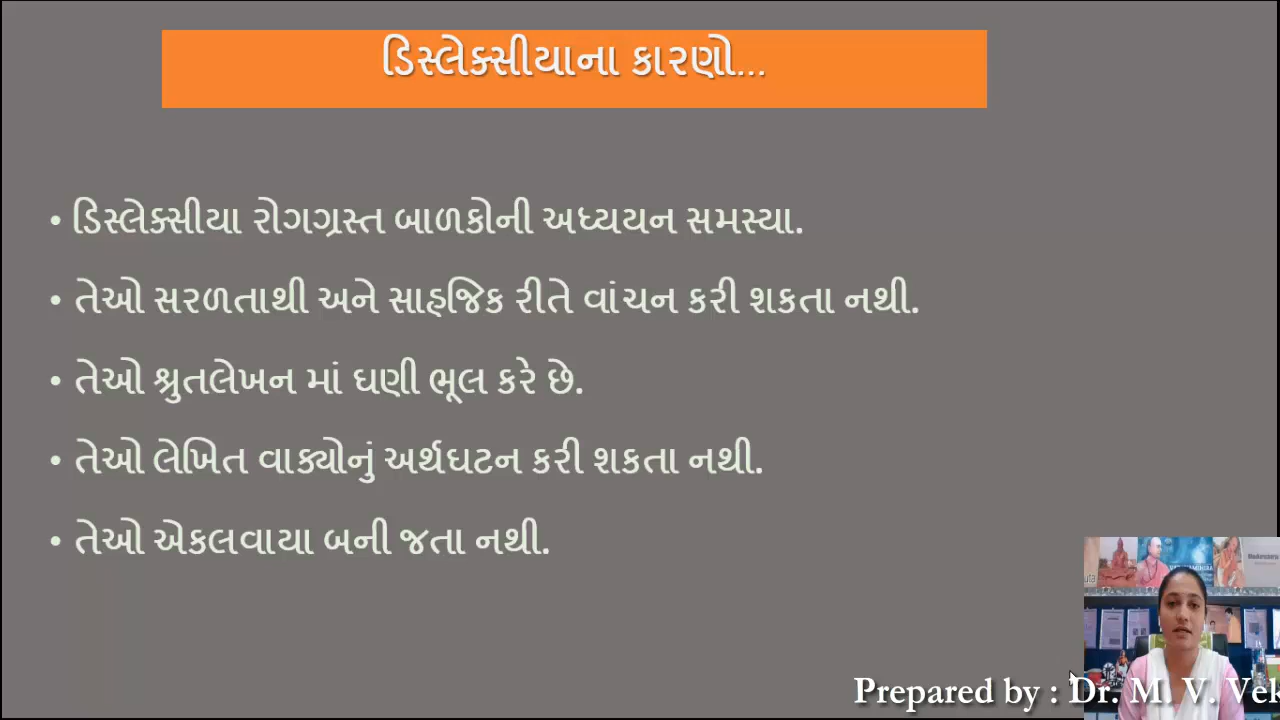 ડિસ્લેક્સીયાના કારણો...
• ડિસ્લેક્સીયા રોગગ્રસ્ત બાળકોની અધ્યયન સમસ્યા.
• તેઓ સરળતાથી અને સાહજિક રીતે વાંચન કરી શકતા નથી.
• તેઓ શ્રુતલેખન માં ઘણી ભૂલ કરે છે.
• તેઓ લેખિત વાક્યોનું અર્થઘટન કરી શકતા નથી.
• તેઓ એકલવાયા બની જતા નથી.
Prepared by : Dr. M. V. Vek